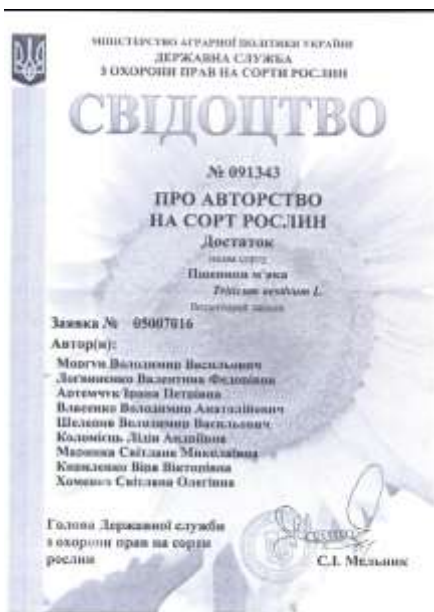 МІНІСТЕРСТВО АГРАРНОЇ ПОЛІТИКИ УКРАЇНИ
ДЕРЖАВНА СЛУЖБА
З ОХОРОНИ ПРАВ НА СОРТИ РОСЛИН
СВІДОЦТВО
№ 091343
ПРО АВТОРСТВО
НА СОРТ РОСЛИН
Достаток
назва сорту
Пшениця м'яка
Triticum aestivum L.
Ботанічний таксон
Заявка № 05007016
Автор(и):
Моргун Володимир Васильович
Логвиненко Валентина Федорівна
Артемчук Ірина Петрівна
Власенко Володимир Анатолійович
Шелепов Володимир Васильович
Коломієць Лідія Андріївна
Маринка Світлана Миколаївна
Віра Вікторівна
Хоменко Світлана Олегівна
Голова Державної служби
з охорони прав на сорти
рослин
С.І. Мельник